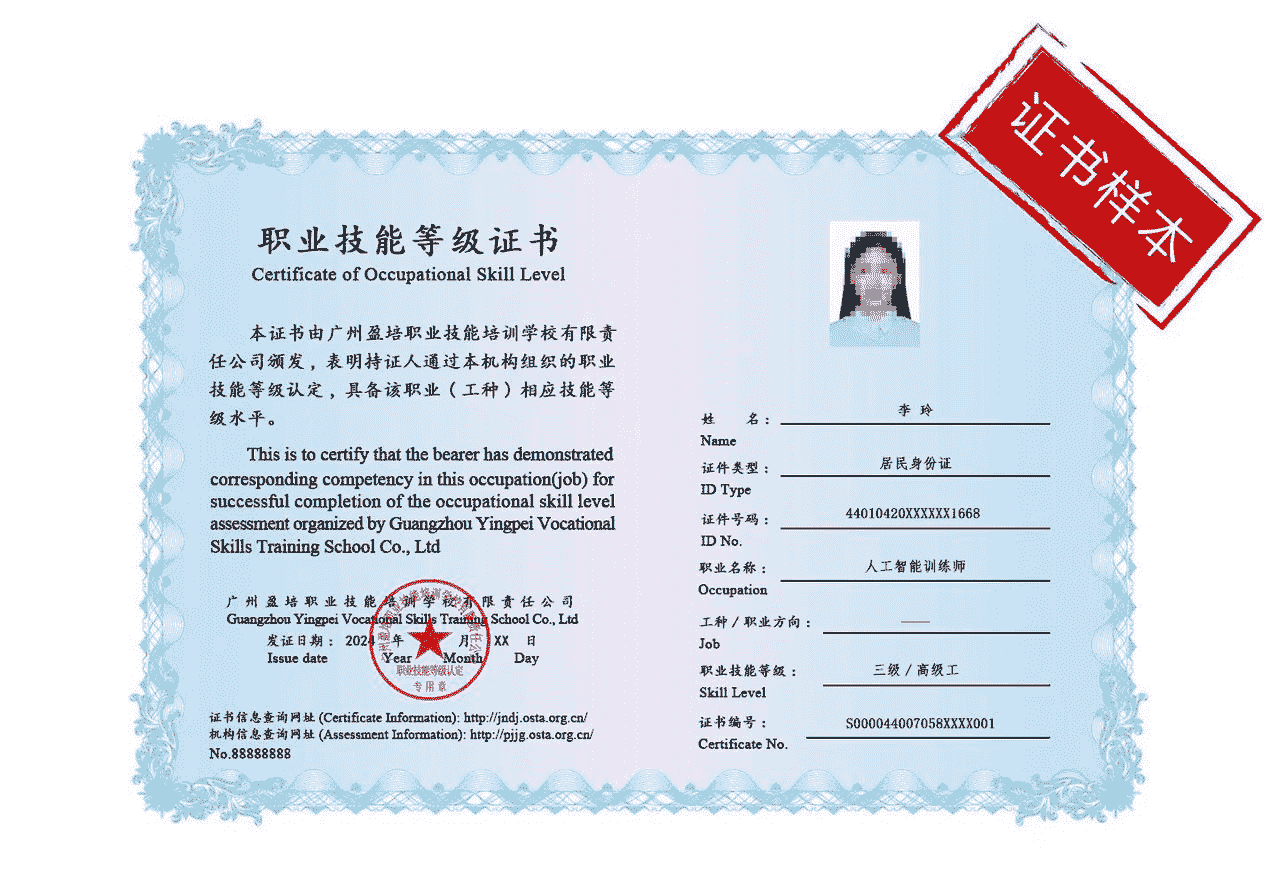 证书样本
职业技能等级证书
Certificate of Occupational Skill Level
本证书由广州盈培职业技能培训学校有限责
任公司颁发，表明持证人通过本机构组织的职业
技能等级认定，具备该职业（工种）相应技能等
级水平。
This is to certify that the bearer has demonstrated
corresponding competency in this occupation(job) for
successful completion of the occupational skill level
assessment organized by Guangzhou Yingpei Vocational
Skills Training School Co., Ltd
广州盈培职业技能培训学校有限责任公司
Guangzhou Yingpei Vocational Skills Training School Co., Ltd
发证日期： 2024 年 月 XX 日
Issue date Year Month Day
职业技能等级认定
专用章
证书信息查询网址 (Certificate Information): http://jndj.osta.org.cn/
机构信息查询网址 (Assessment Information): http://pjjg.osta.org.cn/
No.88888888
姓 名： 李 玲
Name
证件类型： 居民身份证
ID Type
证件号码： 44010420XXXXXX1668
ID No.
职业名称： 人工智能训练师
Occupation
工种/职业方向： ——
Job
职业技能等级： 三级/高级工
Skill Level
证书编号： S000044007058XXXX001
Certificate No.